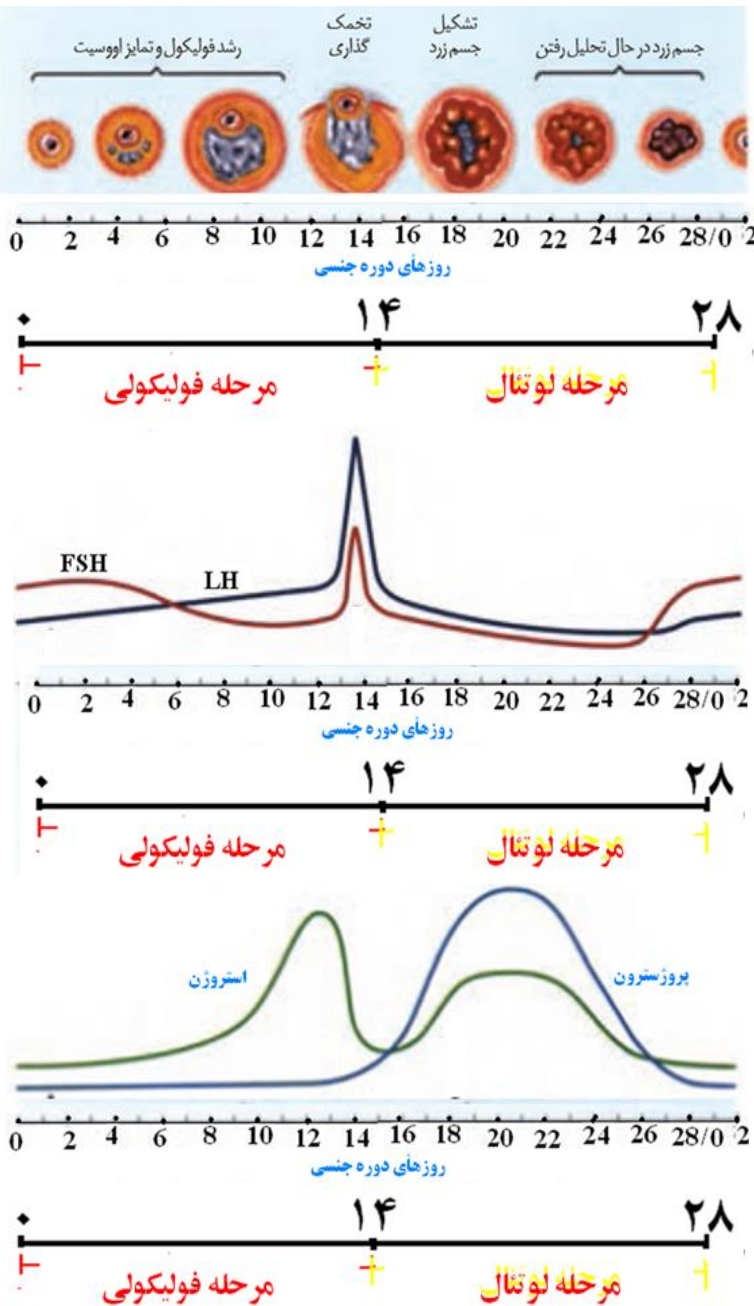 رشد فولیکول و تمایز اووسیت
تخمک گذاری
تشکیل جسم زرد
جسم زرد در حال تحلیل رفتن
0 2 4 6 8 10 12 14 16 18 20 22 24 26 28/0 2
روزهای دوره جنسی
۰ ۱۴ ۲۸
مرحله فولیکولی مرحله لوتئال
FSH
LH
0 2 4 6 8 10 12 14 16 18 20 22 24 26 28/0 2
روزهای دوره جنسی
۰ ۱۴ ۲۸
مرحله فولیکولی مرحله لوتئال
استروژن
پروژسترون
0 2 4 6 8 10 12 14 16 18 20 22 24 26 28/0 2
روزهای دوره جنسی
۰ ۱۴ ۲۸
مرحله فولیکولی مرحله لوتئال